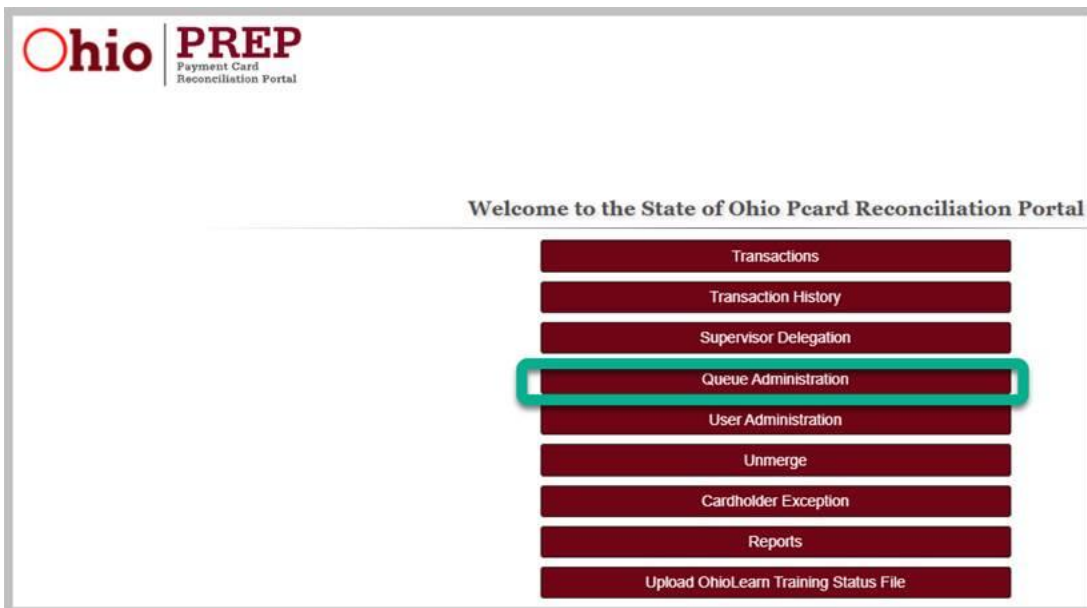 Ohio PREP
Payment Card
Reconciliation Portal
Welcome to the State of Ohio Pcard Reconciliation Portal
Transactions
Transaction History
Supervisor Delegation
Queue Administration
User Administration
Unmerge
Cardholder Exception
Reports
Upload OhioLearn Training Status File